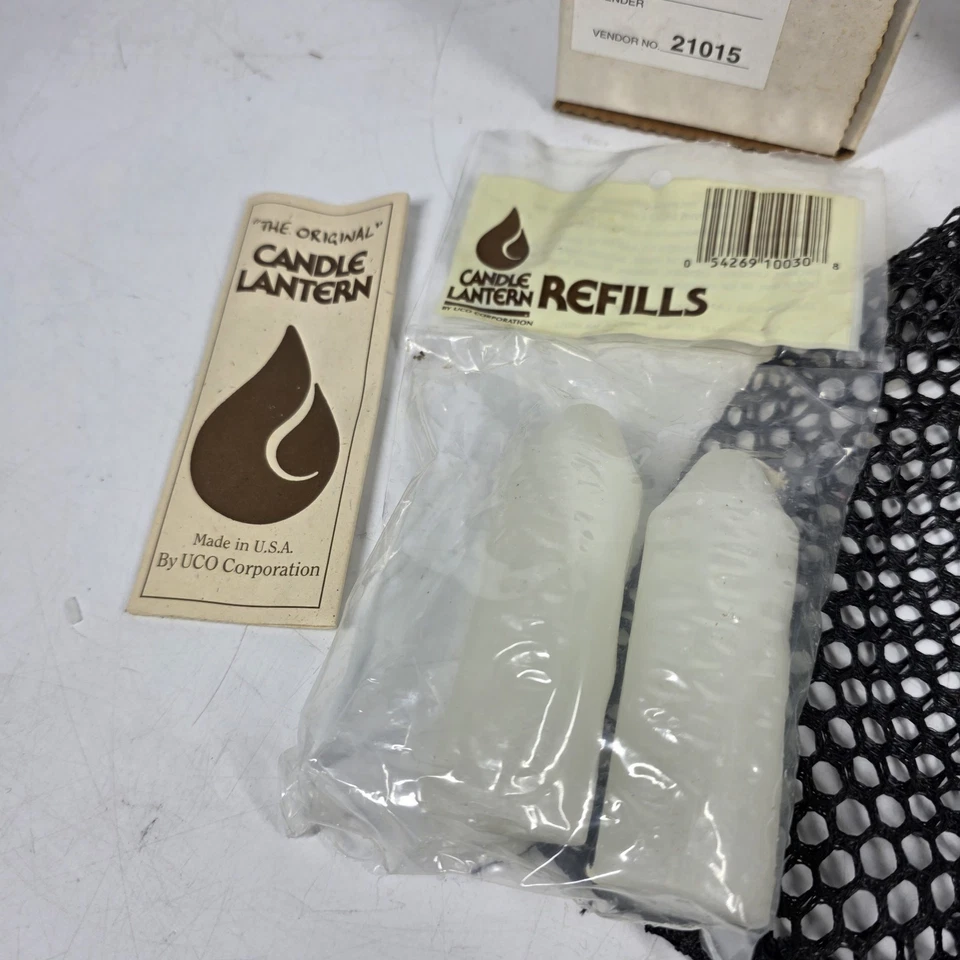 VENDOR NO. 21015
"THE ORIGINAL"
CANDLE
LANTERN
Made in U.S.A.
By UCO Corporation
CANDLE
LANTERN
BY UCO CORPORATION
REFILLS
0 54269 10030 8